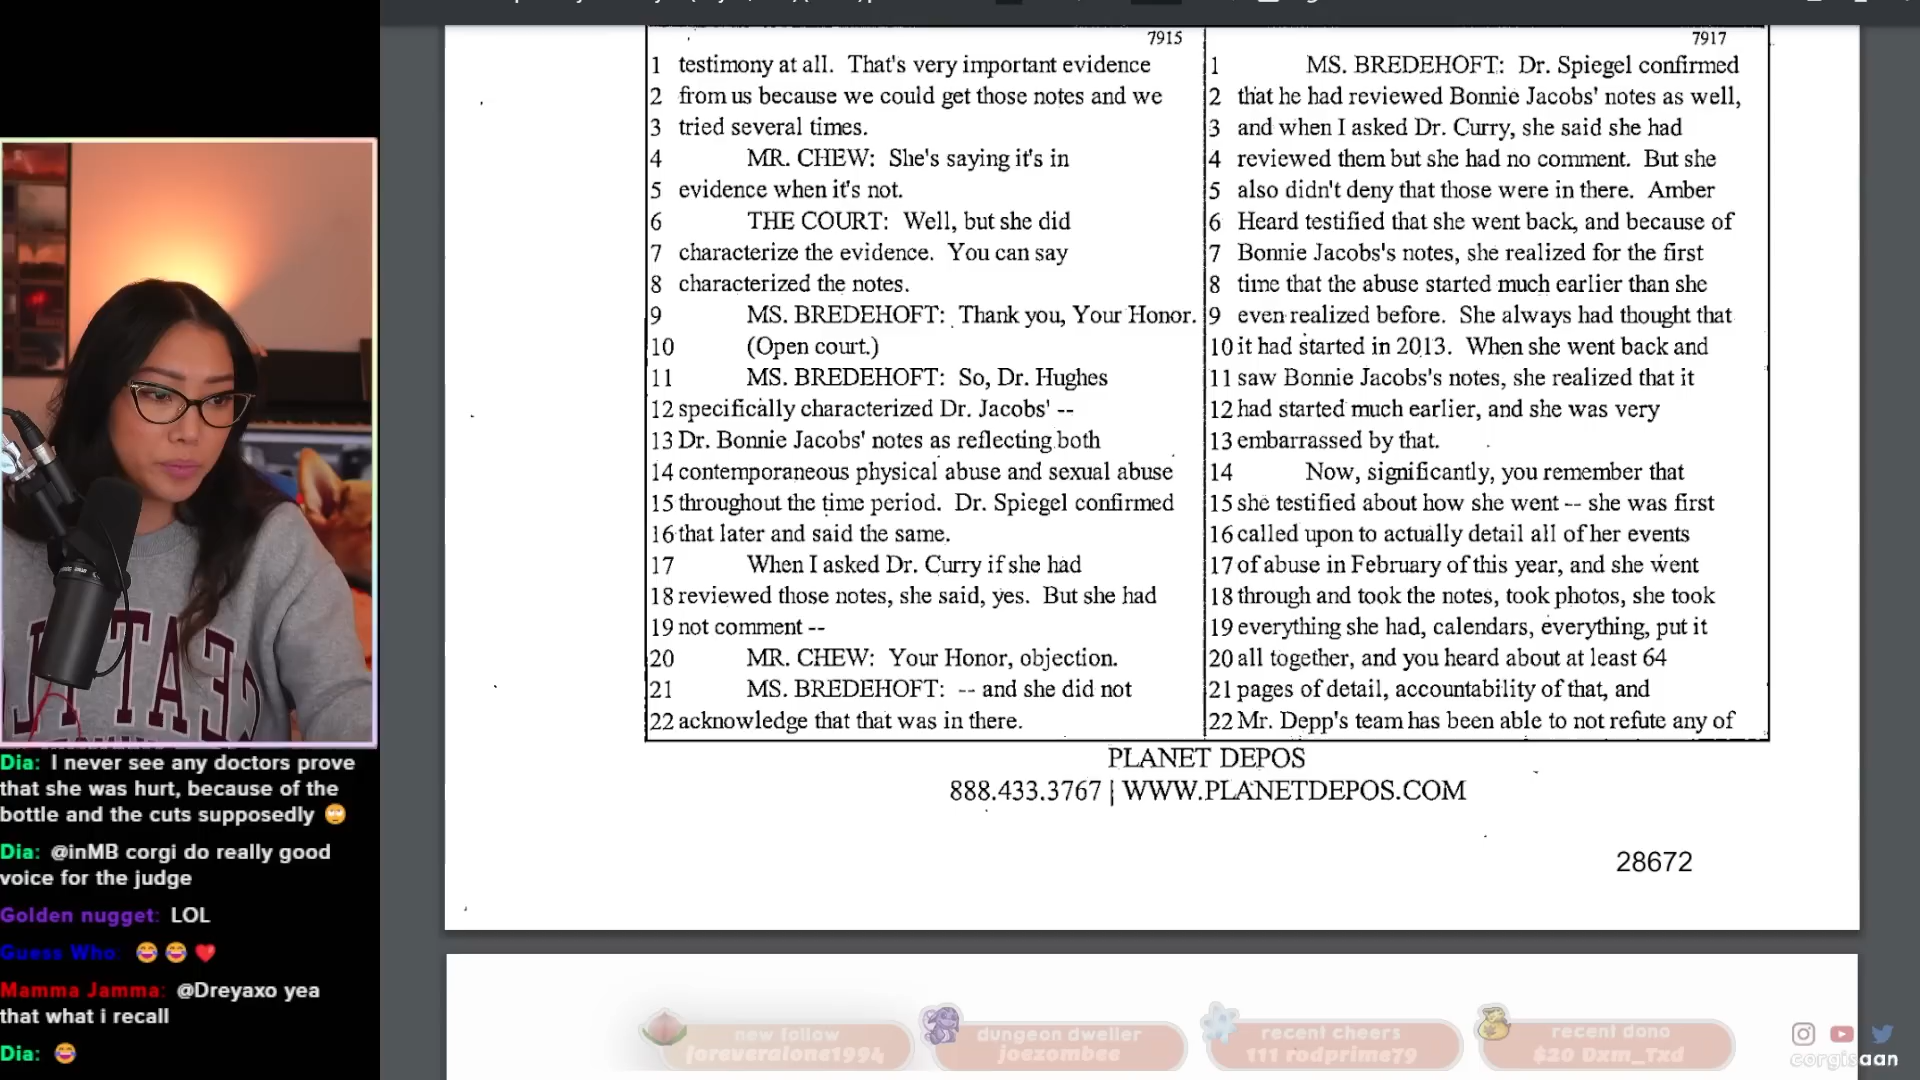 7915
1 testimony at all. That's very important evidence
2 from us because we could get those notes and we
3 tried several times.
4 MR. CHEW: She's saying it's in
5 evidence when it's not.
6 THE COURT: Well, but she did
7 characterize the evidence. You can say
8 characterized the notes.
9 MS. BREDEHOFT: Thank you, Your Honor.
10 (Open court.)
11 MS. BREDEHOFT: So, Dr. Hughes
12 specifically characterized Dr. Jacobs' --
13 Dr. Bonnie Jacobs' notes as reflecting both
14 contemporaneous physical abuse and sexual abuse
15 throughout the time period. Dr. Spiegel confirmed
16 that later and said the same.
17 When I asked Dr. Curry if she had
18 reviewed those notes, she said, yes. But she had
19 not comment --
20 MR. CHEW: Your Honor, objection.
21 MS. BREDEHOFT: -- and she did not
22 acknowledge that that was in there.
7917
1 MS. BREDEHOFT: Dr. Spiegel confirmed
2 that he had reviewed Bonnie Jacobs' notes as well,
3 and when I asked Dr. Curry, she said she had
4 reviewed them but she had no comment. But she
5 also didn't deny that those were in there. Amber
6 Heard testified that she went back, and because of
7 Bonnie Jacobs's notes, she realized for the first
8 time that the abuse started much earlier than she
9 even realized before. She always had thought that
10 it had started in 2013. When she went back and
11 saw Bonnie Jacobs's notes, she realized that it
12 had started much earlier, and she was very
13 embarrassed by that.
14 Now, significantly, you remember that
15 she testified about how she went -- she was first
16 called upon to actually detail all of her events
17 of abuse in February of this year, and she went
18 through and took the notes, took photos, she took
19 everything she had, calendars, everything, put it
20 all together, and you heard about at least 64
21 pages of detail, accountability of that, and
22 Mr. Depp's team has been able to not refute any of
PLANET DEPOS
888.433.3767 | WWW.PLANETDEPOS.COM
28672
Dia: I never see any doctors prove
that she was hurt, because of the
bottle and the cuts supposedly 🙄
Dia: @inMB corgi do really good
voice for the judge
Golden nugget: LOL
Guess Who: 😂 😂 ❤️
Mamma Jamma: @Dreyaxo yea
that what i recall
Dia: 😂
new follow
foreveralone1994
dungeon dweller
joezombee
recent cheers
111 rodprime79
recent dono
$20 Dxm_Txd
corgisaan